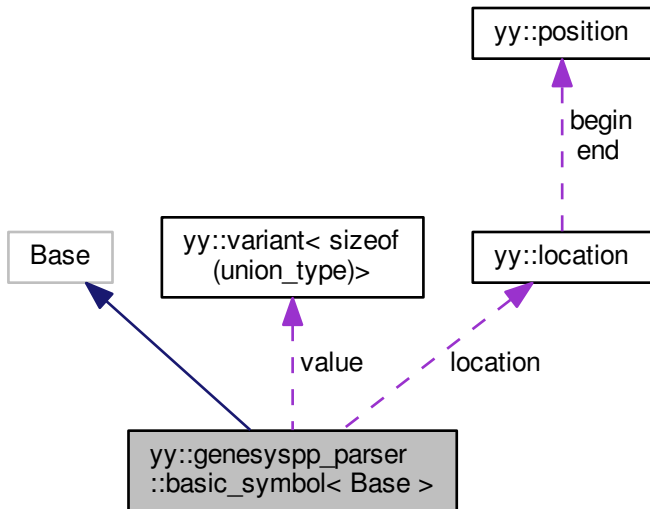 yy::position
begin
end
Base
yy::variant< sizeof
(union_type)>
yy::location
value
location
yy::genesyspp_parser
::basic_symbol< Base >